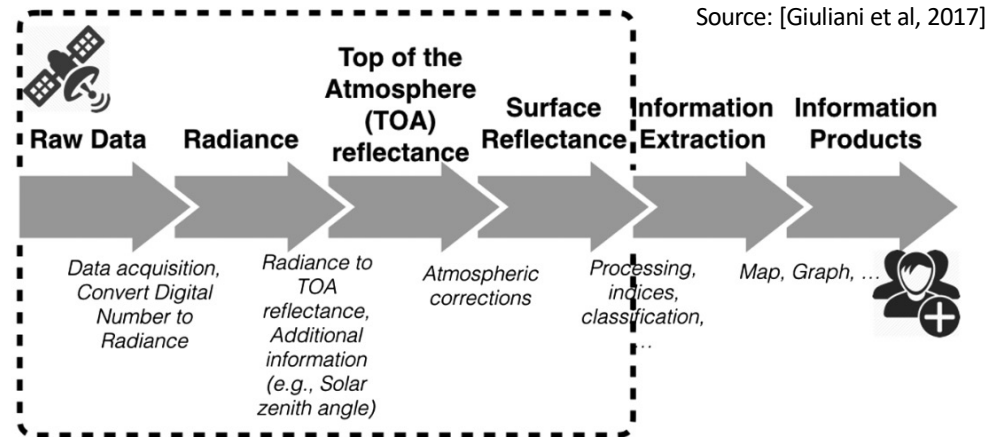 Source: [Giuliani et al, 2017]
Raw Data
Radiance
Top of the
Atmosphere
(TOA)
reflectance
Surface
Reflectance
Information
Extraction
Information
Products
Data acquisition,
Convert Digital
Number to
Radiance
Radiance to
TOA
reflectance,
Additional
information
(e.g., Solar
zenith angle)
Atmospheric
corrections
Processing,
indices,
classification,
...
Map, Graph, ...